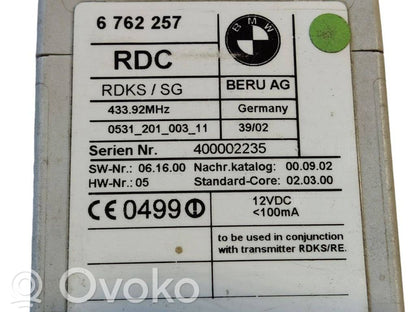 6 762 257
BMW
RDC
RDKS / SG
BERU AG
433.92MHz
Germany
0531_201_003_11
39/02
Serien Nr. 400002235
SW-Nr.: 06.16.00 Nachr.katalog: 00.09.02
HW-Nr.: 05 Standard-Core: 02.03.00
CE 0499
12VDC
<100mA
to be used in conjunction
with transmitter RDKS/RE.
© Ovoko